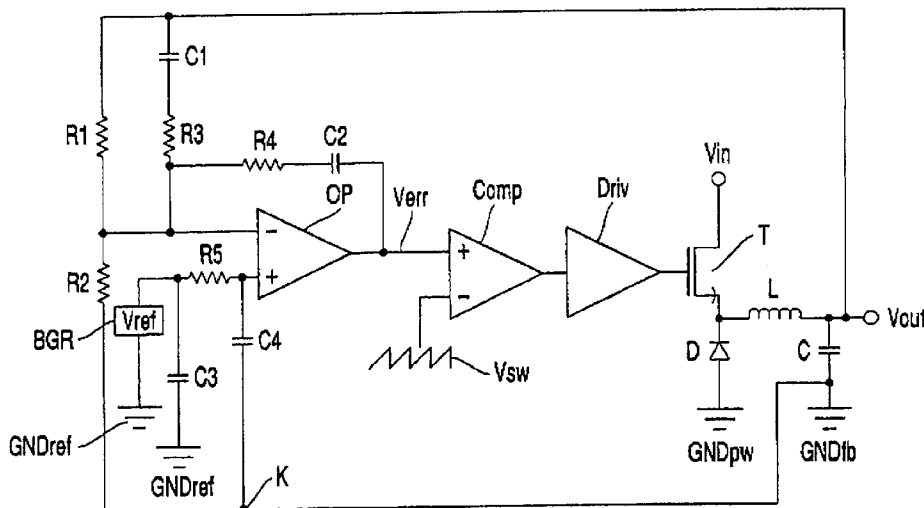 C1
R1
R3
R4
C2
Vin
OP
Verr
Comp
Driv
T
R5
R2
L
Vref
BGR
C4
Vout
D
C
C3
Vsw
GNDref
GNDref
GNDpw
GNDfb
K